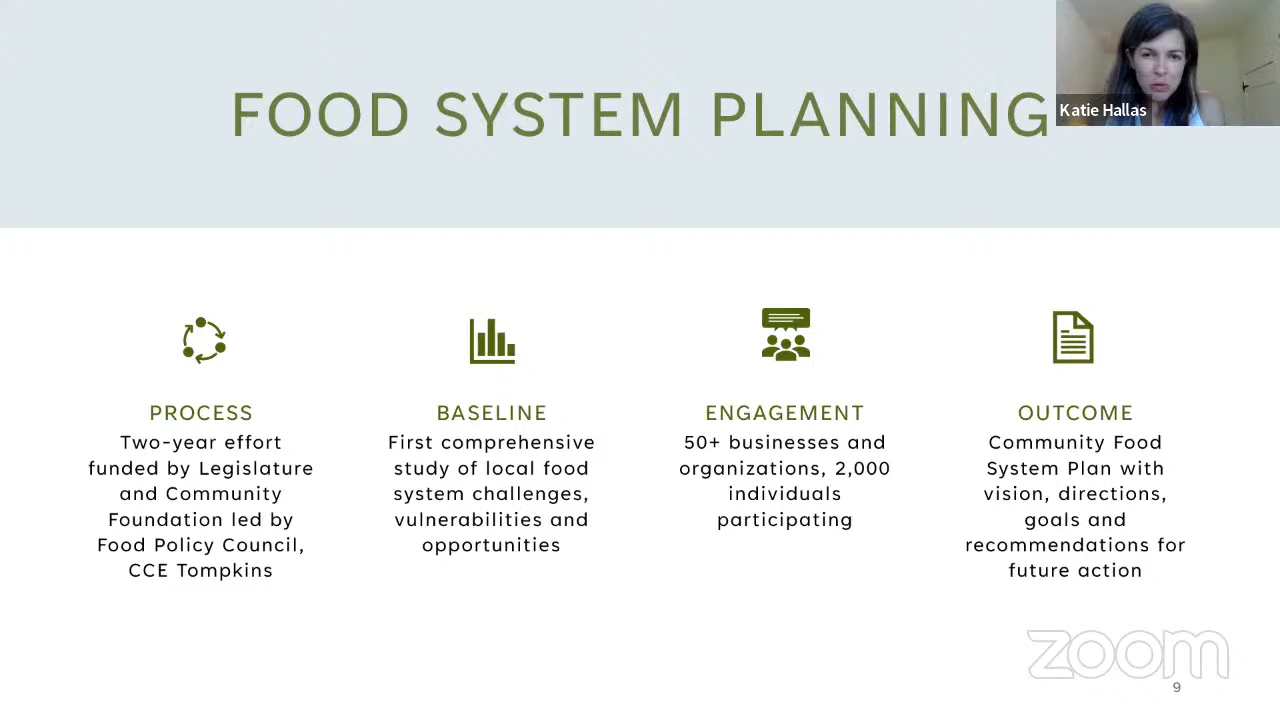 FOOD SYSTEM PLANNING
Katie Hallas
PROCESS
Two-year effort
funded by Legislature
and Community
Foundation led by
Food Policy Council,
CCE Tompkins
BASELINE
First comprehensive
study of local food
system challenges,
vulnerabilities and
opportunities
ENGAGEMENT
50+ businesses and
organizations, 2,000
individuals
participating
OUTCOME
Community Food
System Plan with
vision, directions,
goals and
recommendations for
future action
zoom
9